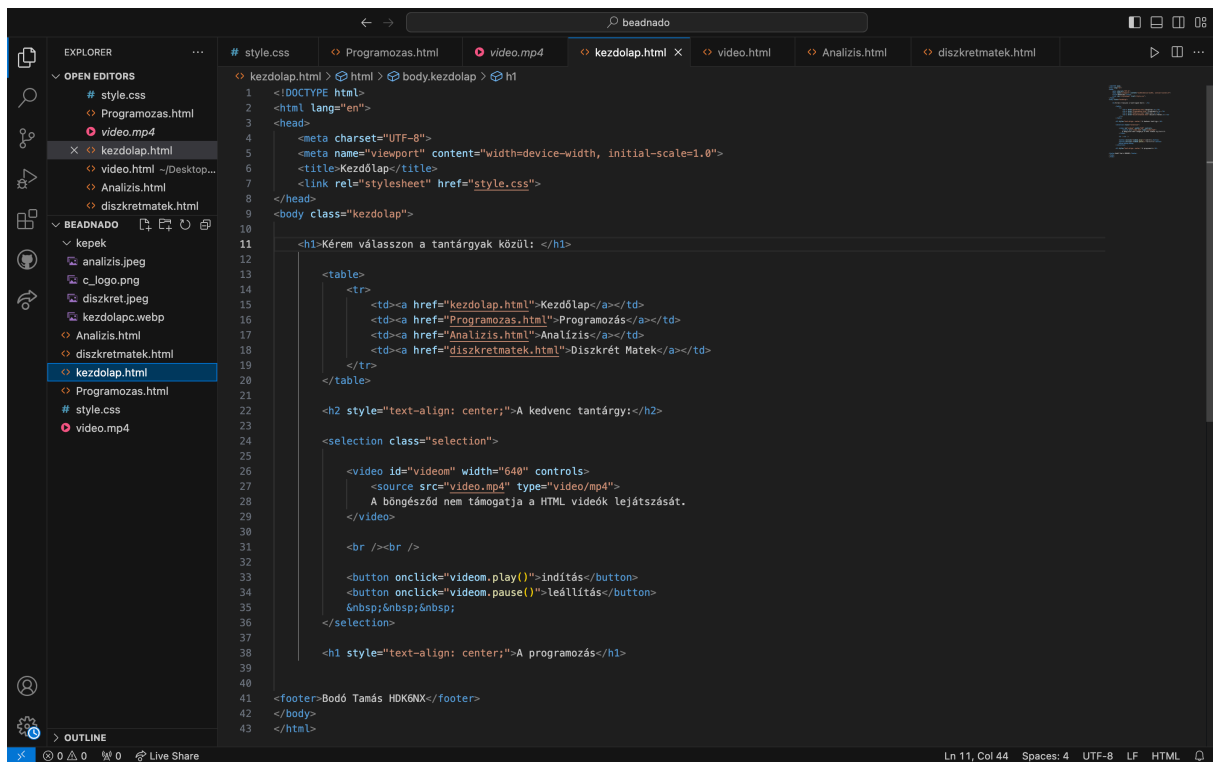 beadnado
EXPLORER
OPEN EDITORS
# style.css
Programozas.html
video.mp4
kezdolap.html
video.html ~/Desktop...
Analizis.html
diszkretmatek.html
BEADNADO
kepek
analizis.jpeg
c_logo.png
diszkret.jpeg
kezdolapc.webp
Analizis.html
diszkretmatek.html
kezdolap.html
Programozas.html
# style.css
video.mp4
OUTLINE
# style.css Programozas.html video.mp4 kezdolap.html video.html Analizis.html diszkretmatek.html
kezdolap.html > html > body.kezdolap > h1
1 <!DOCTYPE html>
2 <html lang="en">
3 <head>
4 <meta charset="UTF-8">
5 <meta name="viewport" content="width=device-width, initial-scale=1.0">
6 <title>Kezdőlap</title>
7 <link rel="stylesheet" href="style.css">
8 </head>
9 <body class="kezdolap">
10
11 <h1>Kérem válasszon a tantárgyak közül: </h1>
12
13 <table>
14 <tr>
15 <td><a href="kezdolap.html">Kezdőlap</a></td>
16 <td><a href="Programozas.html">Programozás</a></td>
17 <td><a href="Analizis.html">Analízis</a></td>
18 <td><a href="diszkretmatek.html">Diszkrét Matek</a></td>
19 </tr>
20 </table>
21
22 <h2 style="text-align: center;">A kedvenc tantárgy:</h2>
23
24 <selection class="selection">
25
26 <video id="videom" width="640" controls>
27 <source src="video.mp4" type="video/mp4">
28 A böngésződ nem támogatja a HTML videók lejátszását.
29 </video>
30
31 <br /><br />
32
33 <button onclick="videom.play()">indítás</button>
34 <button onclick="videom.pause()">leállítás</button>
35 &nbsp;&nbsp;&nbsp;
36 </selection>
37
38 <h1 style="text-align: center;">A programozás</h1>
39
40
41 <footer>Bodó Tamás HDK6NX</footer>
42 </body>
43 </html>
0 0 0 Live Share
Ln 11, Col 44 Spaces: 4 UTF-8 LF HTML